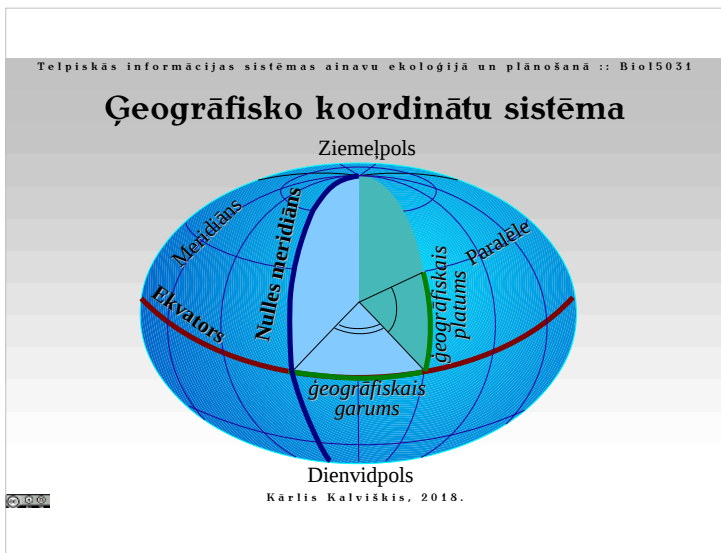 Telpiskās informācijas sistēmas ainavu ekoloģijā un plānošanā :: Biol5031
Ģeogrāfisko koordinātu sistēma
Ziemeļpols
Meridiāns
Nulles meridiāns
Paralēle
Ekvators
ģeogrāfiskais
platums
ģeogrāfiskais
garums
Dienvidpols
Kārlis Kalviškis, 2018.